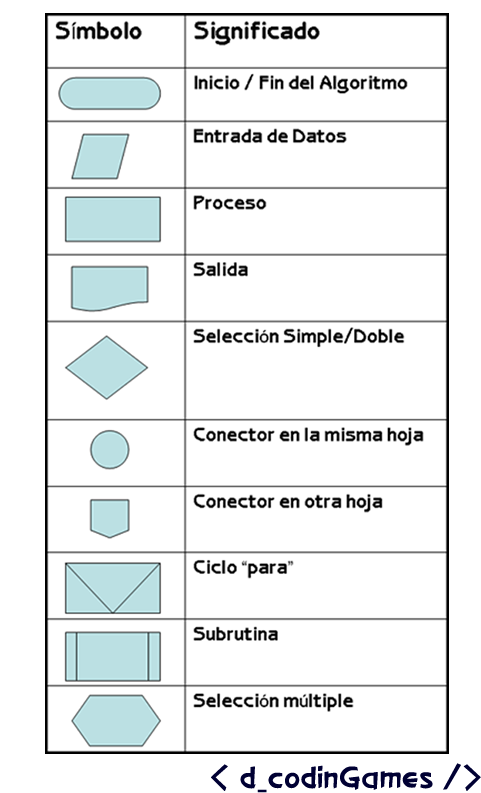 Símbolo Significado
Inicio / Fin del Algoritmo
Entrada de Datos
Proceso
Salida
Selección Simple/Doble
Conector en la misma hoja
Conector en otra hoja
Ciclo “para”
Subrutina
Selección múltiple
< d_codinGames />